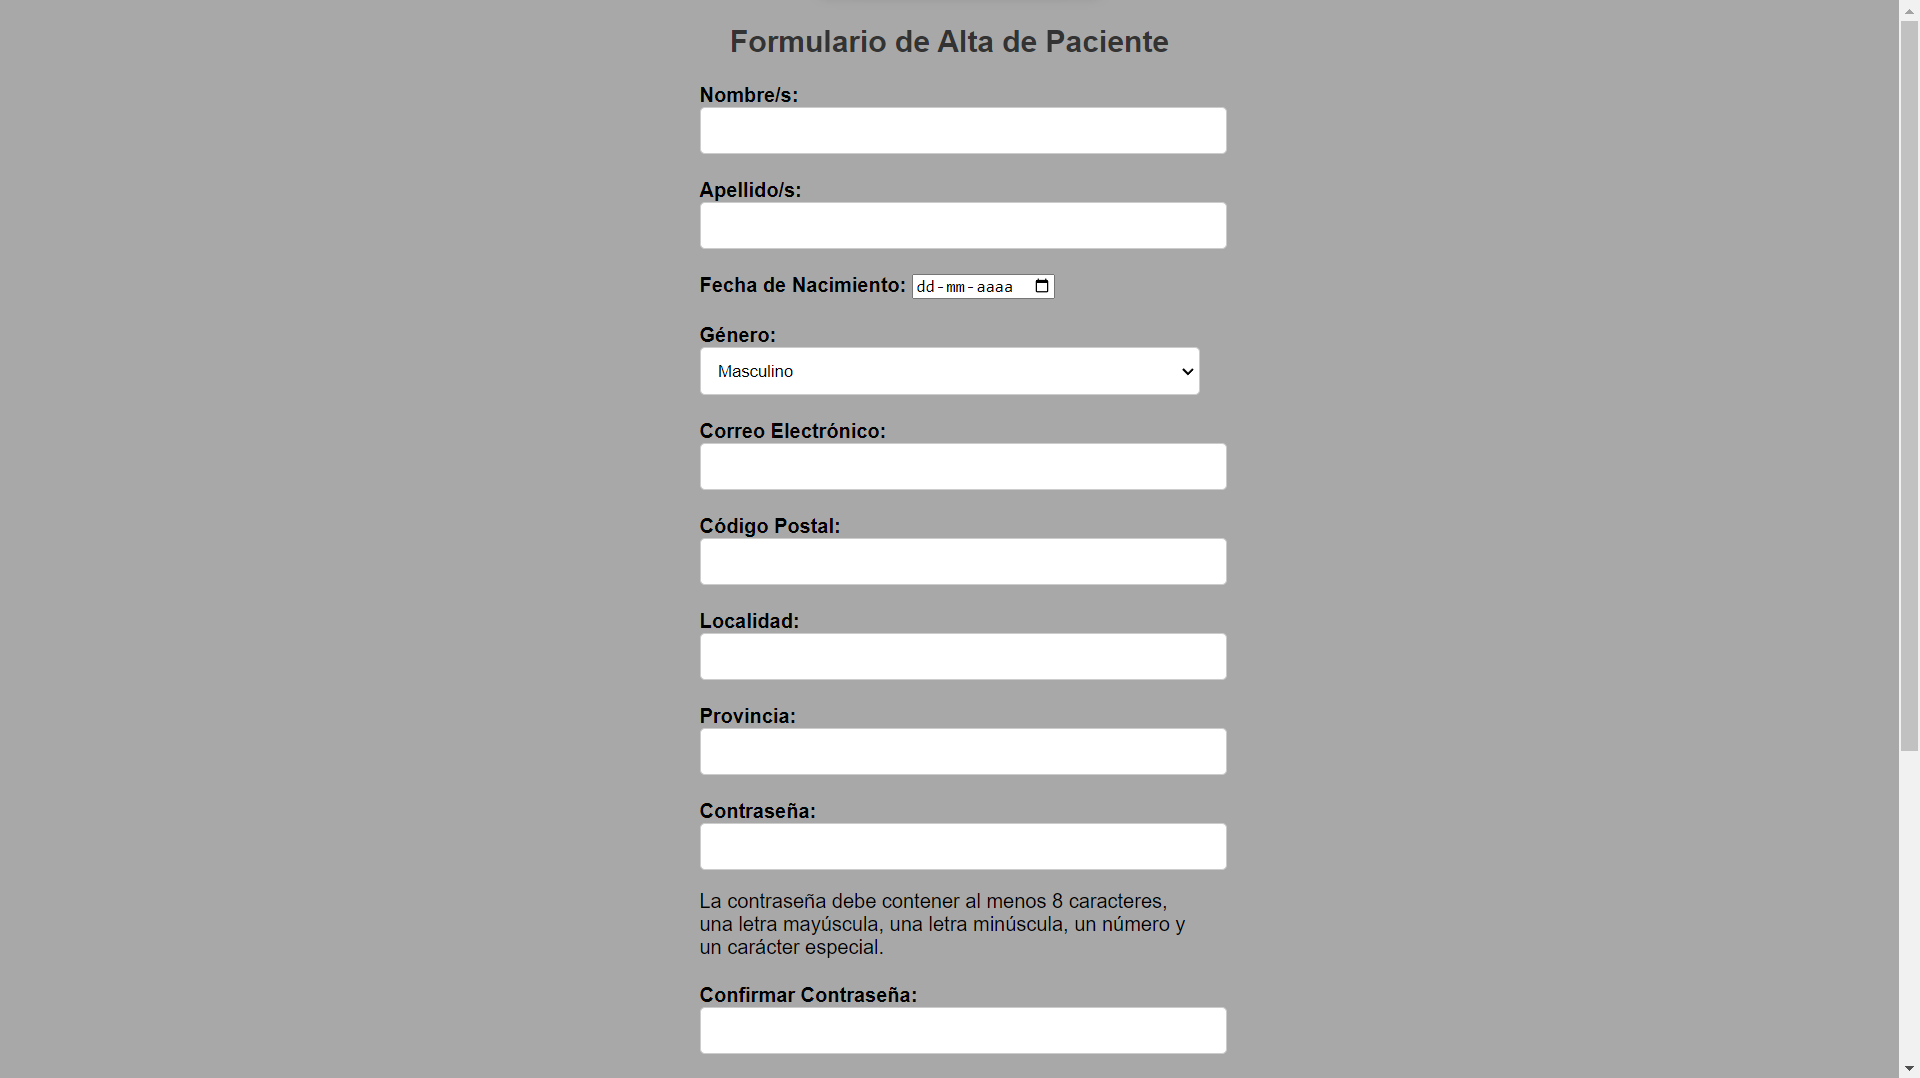 Formulario de Alta de Paciente
Nombre/s:
Apellido/s:
Fecha de Nacimiento: dd-mm-aaaa
Género:
Masculino
Correo Electrónico:
Código Postal:
Localidad:
Provincia:
Contraseña:
La contraseña debe contener al menos 8 caracteres,
una letra mayúscula, una letra minúscula, un número y
un carácter especial.
Confirmar Contraseña: